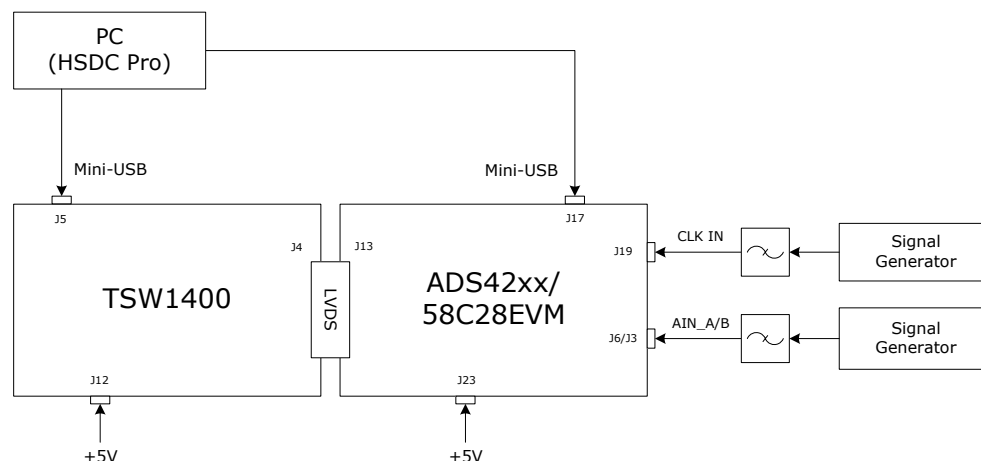 PC
(HSDC Pro)
Mini-USB
Mini-USB
J5
J17
J4
J13
J19
CLK IN
Signal
Generator
TSW1400
LVDS
ADS42xx/
58C28EVM
J6/J3
AIN_A/B
Signal
Generator
J12
J23
+5V
+5V